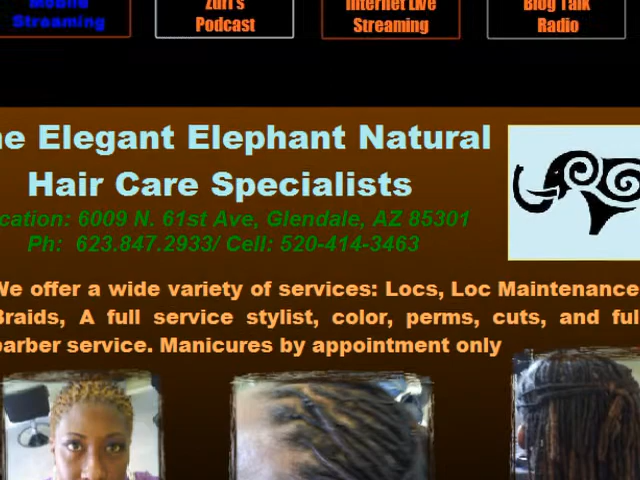 Mobile
Streaming
Zuri's
Podcast
Internet Live
Streaming
Blog Talk
Radio
he Elegant Elephant Natural
Hair Care Specialists
cation: 6009 N. 61st Ave, Glendale, AZ 85301
Ph: 623.847.2933/ Cell: 520-414-3463
We offer a wide variety of services: Locs, Loc Maintenance
Braids, A full service stylist, color, perms, cuts, and ful
barber service. Manicures by appointment only